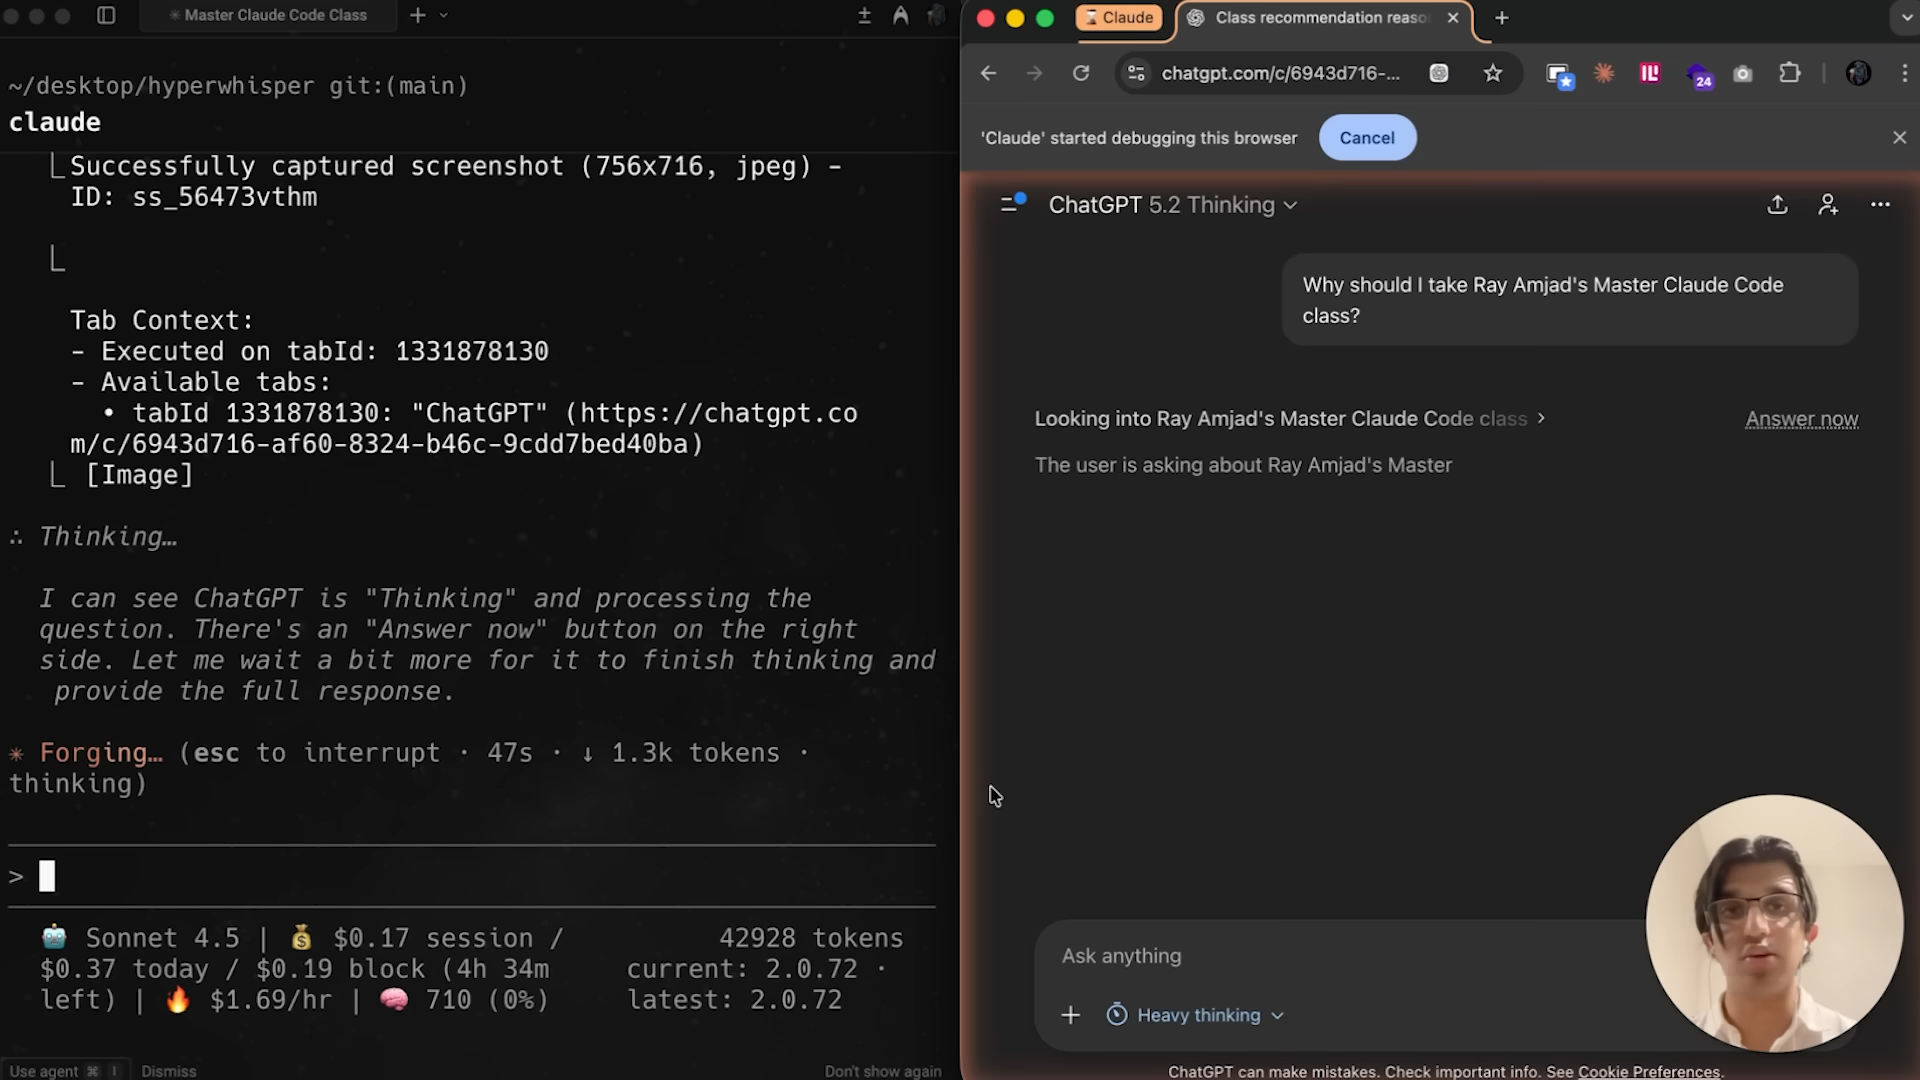 ✳ Master Claude Code Class
~/desktop/hyperwhisper git:(main)
claude
⎿ Successfully captured screenshot (756x716, jpeg) -
ID: ss_56473vthm
⎿
Tab Context:
- Executed on tabId: 1331878130
- Available tabs:
• tabId 1331878130: "ChatGPT" (https://chatgpt.co
m/c/6943d716-af60-8324-b46c-9cdd7bed40ba)
⎿ [Image]
∴ Thinking…
I can see ChatGPT is "Thinking" and processing the
question. There's an "Answer now" button on the right
side. Let me wait a bit more for it to finish thinking and
provide the full response.
✳ Forging… (esc to interrupt · 47s · ↓ 1.3k tokens ·
thinking)
>
🤖 Sonnet 4.5 | 💰 $0.17 session /
$0.37 today / $0.19 block (4h 34m
left) | 🔥 $1.69/hr | 🧠 710 (0%)
42928 tokens
current: 2.0.72 ·
latest: 2.0.72
Use agent ⌘ I Dismiss Don't show again
⏳ Claude
Class recommendation reaso
chatgpt.com/c/6943d716-...
24
'Claude' started debugging this browser Cancel
ChatGPT 5.2 Thinking
Why should I take Ray Amjad's Master Claude Code
class?
Looking into Ray Amjad's Master Claude Code class > Answer now
The user is asking about Ray Amjad's Master
Ask anything
+ Heavy thinking
ChatGPT can make mistakes. Check important info. See Cookie Preferences.